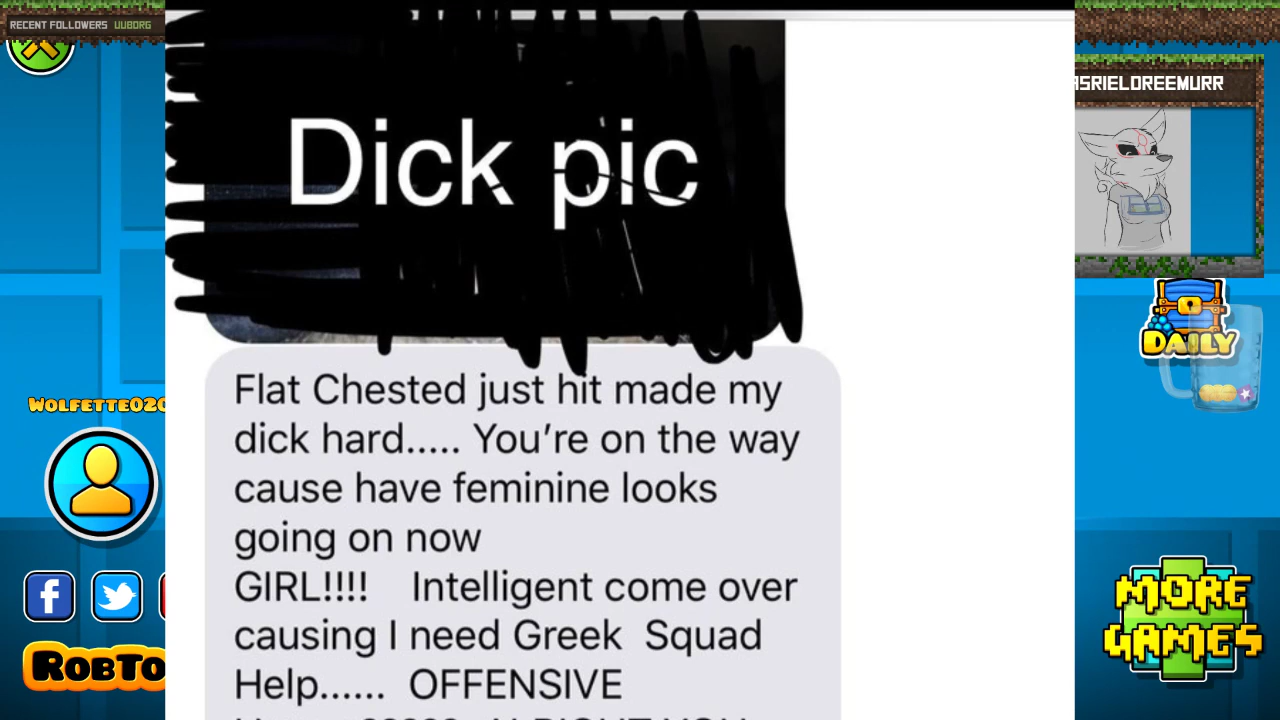 RECENT FOLLOWERS UUBORG
ASRIELDREEMURR
Dick pic
Flat Chested just hit made my
dick hard..... You're on the way
cause have feminine looks
going on now
GIRL!!!! Intelligent come over
causing I need Greek Squad
Help...... OFFENSIVE
DAILY
WOLFETTE020
ROBTO
MORE
GAMES